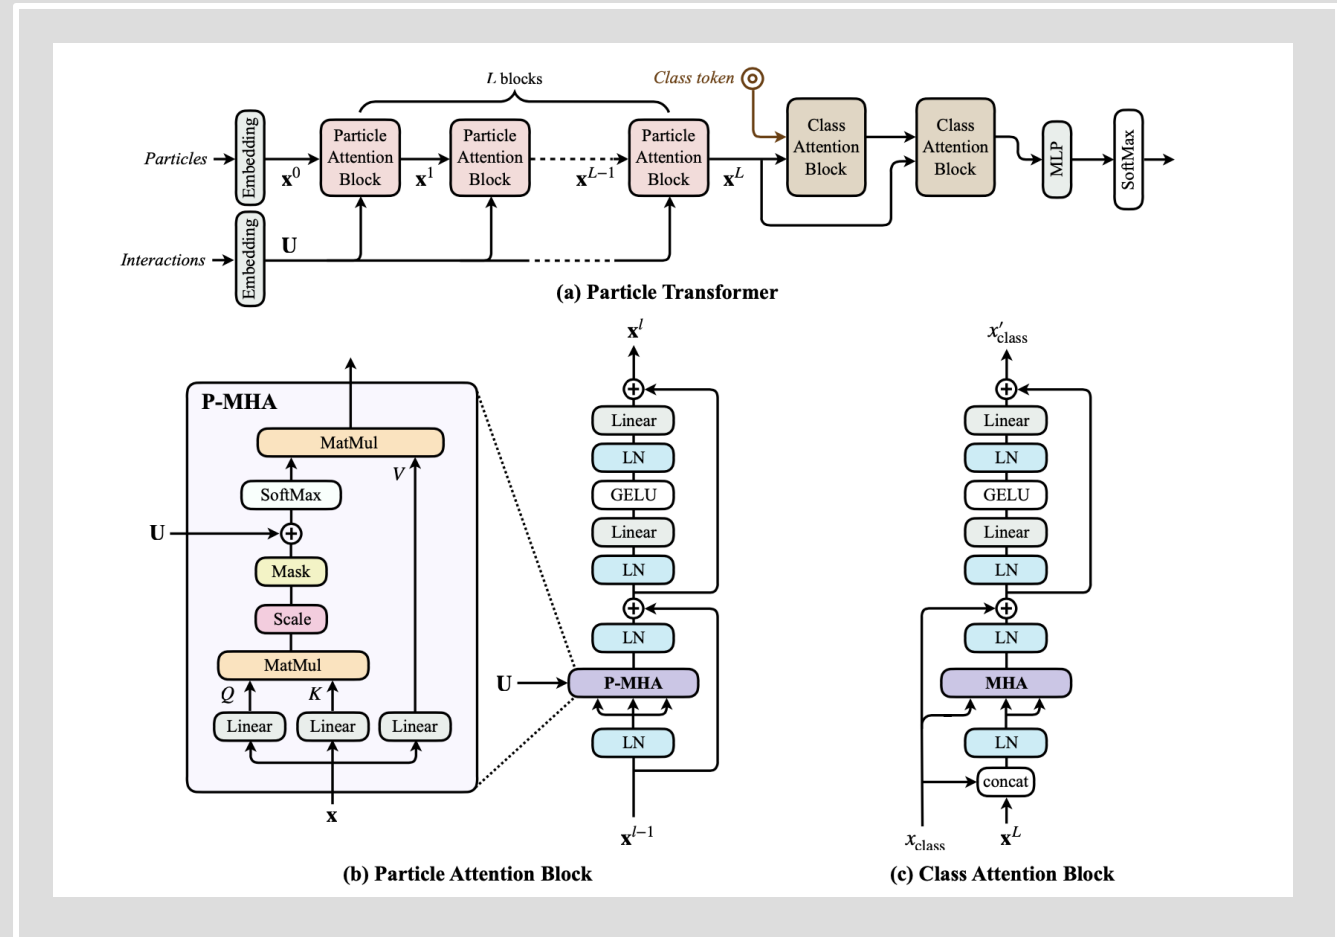 L blocks
Class token
Particles
Embedding
x⁰
Particle
Attention
Block
x¹
Particle
Attention
Block
xᴸ⁻¹
Particle
Attention
Block
xᴸ
Class
Attention
Block
Class
Attention
Block
MLP
SoftMax
Interactions
Embedding
U
(a) Particle Transformer
P-MHA
MatMul
V
SoftMax
U
Mask
Scale
MatMul
Q
K
Linear
Linear
Linear
x
xˡ
Linear
LN
GELU
Linear
LN
LN
U
P-MHA
LN
xˡ⁻¹
(b) Particle Attention Block
x′class
Linear
LN
GELU
Linear
LN
LN
MHA
LN
concat
xclass
xᴸ
(c) Class Attention Block